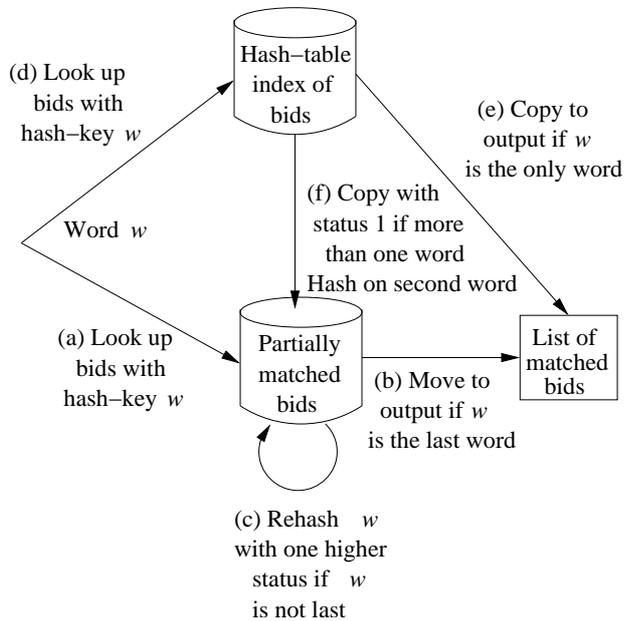 Hash−table
index of
bids
(d) Look up
bids with
hash−key w
(e) Copy to
output if w
is the only word
(f) Copy with
status 1 if more
than one word
Hash on second word
Word w
(a) Look up
bids with
hash−key w
Partially
matched
bids
List of
matched
bids
(b) Move to
output if w
is the last word
(c) Rehash w
with one higher
status if w
is not last